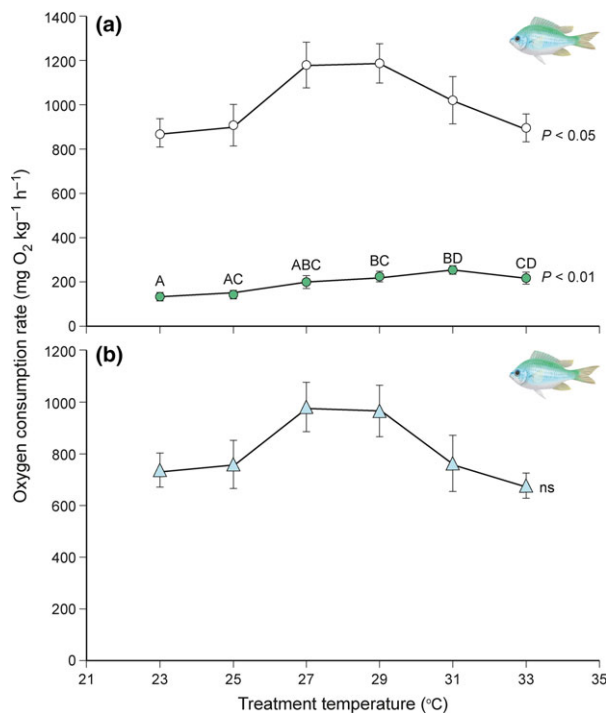 (a)
1400
1200
1000
800
600
400
200
0
P < 0.05
A AC ABC BC BD CD
P < 0.01
Oxygen consumption rate (mg O₂ kg⁻¹ h⁻¹)
(b)
1200
1000
800
600
400
200
0
ns
21 23 25 27 29 31 33 35
Treatment temperature (°C)